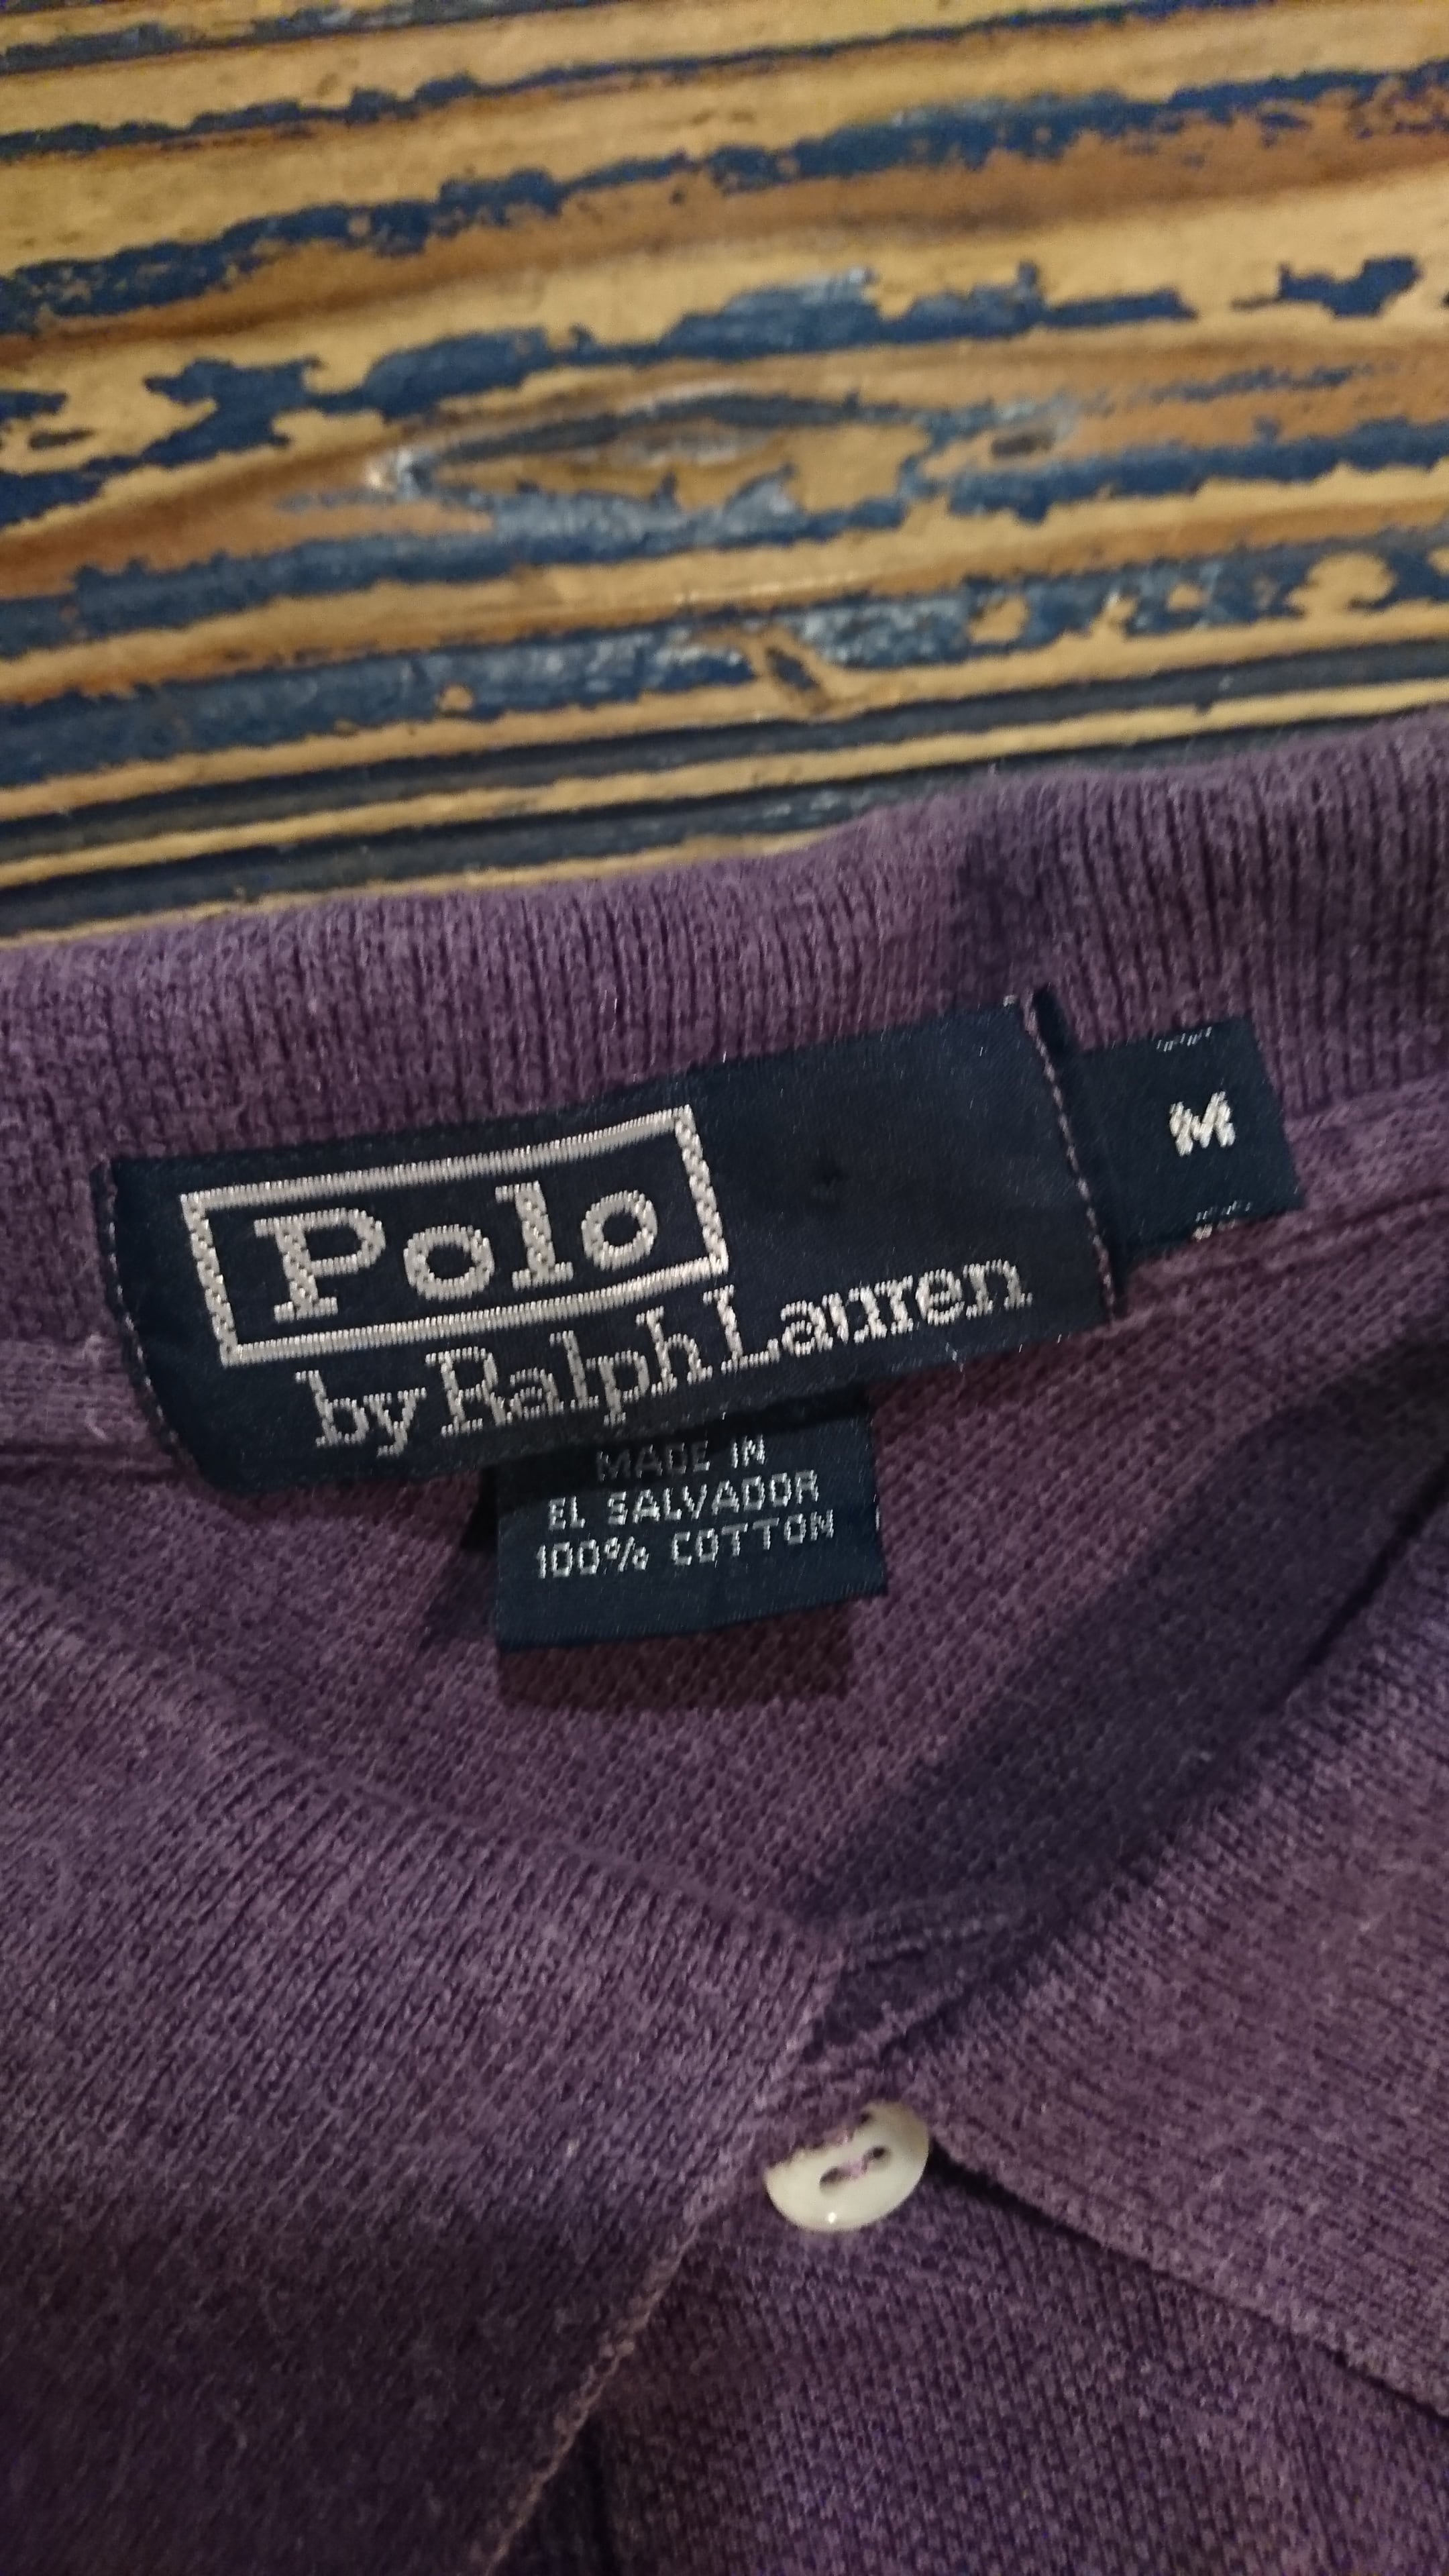 Polo
by Ralph Lauren
M
MADE IN
EL SALVADOR
100% COTTON